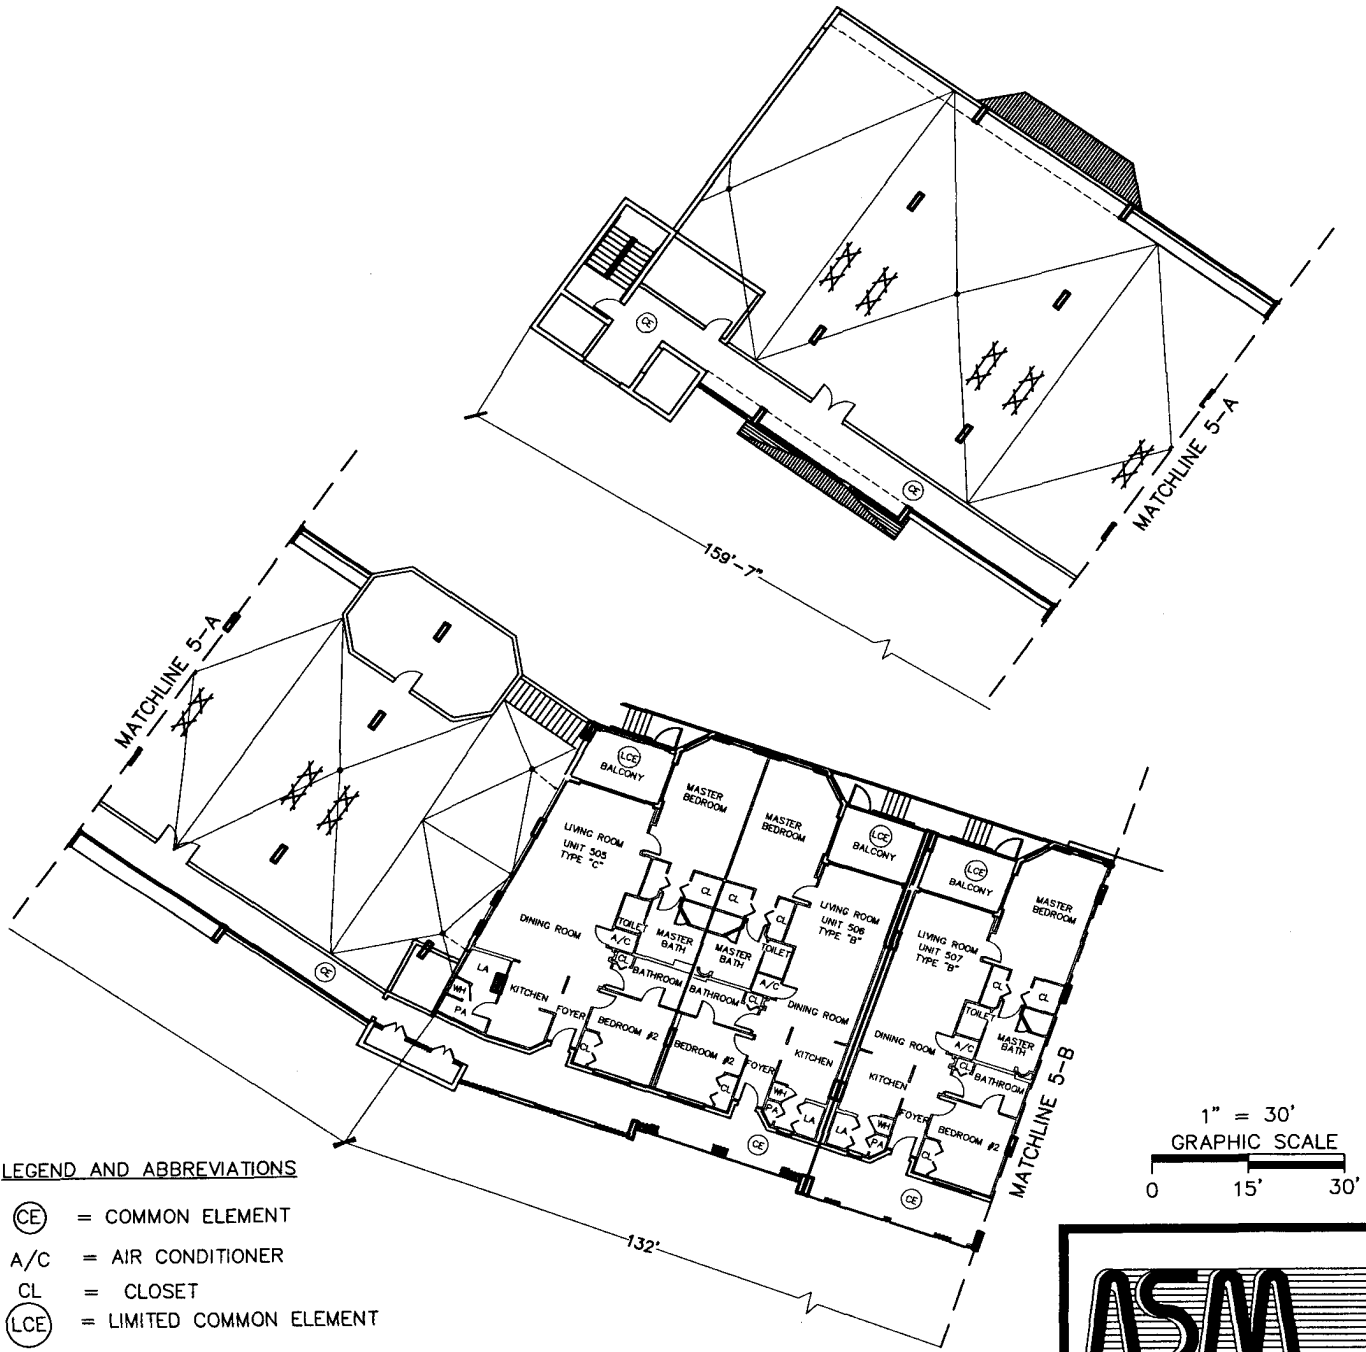 CE
MATCHLINE 5-A
CE
159'-7"
MATCHLINE 5-A
LCE
BALCONY
MASTER
BEDROOM
LIVING ROOM
UNIT 505
TYPE "C"
DINING ROOM
CL
TOILET
A/C
CL
MASTER
BATH
BATHROOM
LA
WH
PA
KITCHEN
FOYER
BEDROOM #2
CL
CE
MASTER
BEDROOM
LCE
BALCONY
LIVING ROOM
UNIT 506
TYPE "B"
CL
CL
TOILET
MASTER
BATH
A/C
CL
BATHROOM
DINING ROOM
BEDROOM #2
CL
FOYER
KITCHEN
WH
PA
LA
CE
LCE
BALCONY
MASTER
BEDROOM
LIVING ROOM
UNIT 507
TYPE "B"
CL
CL
TOILET
A/C
MASTER
BATH
CL
BATHROOM
DINING ROOM
KITCHEN
FOYER
BEDROOM #2
CL
LA
WH
PA
CE
MATCHLINE 5-B
132'
1" = 30'
GRAPHIC SCALE
0 15' 30'
LEGEND AND ABBREVIATIONS
CE = COMMON ELEMENT
A/C = AIR CONDITIONER
CL = CLOSET
LCE = LIMITED COMMON ELEMENT
ASM